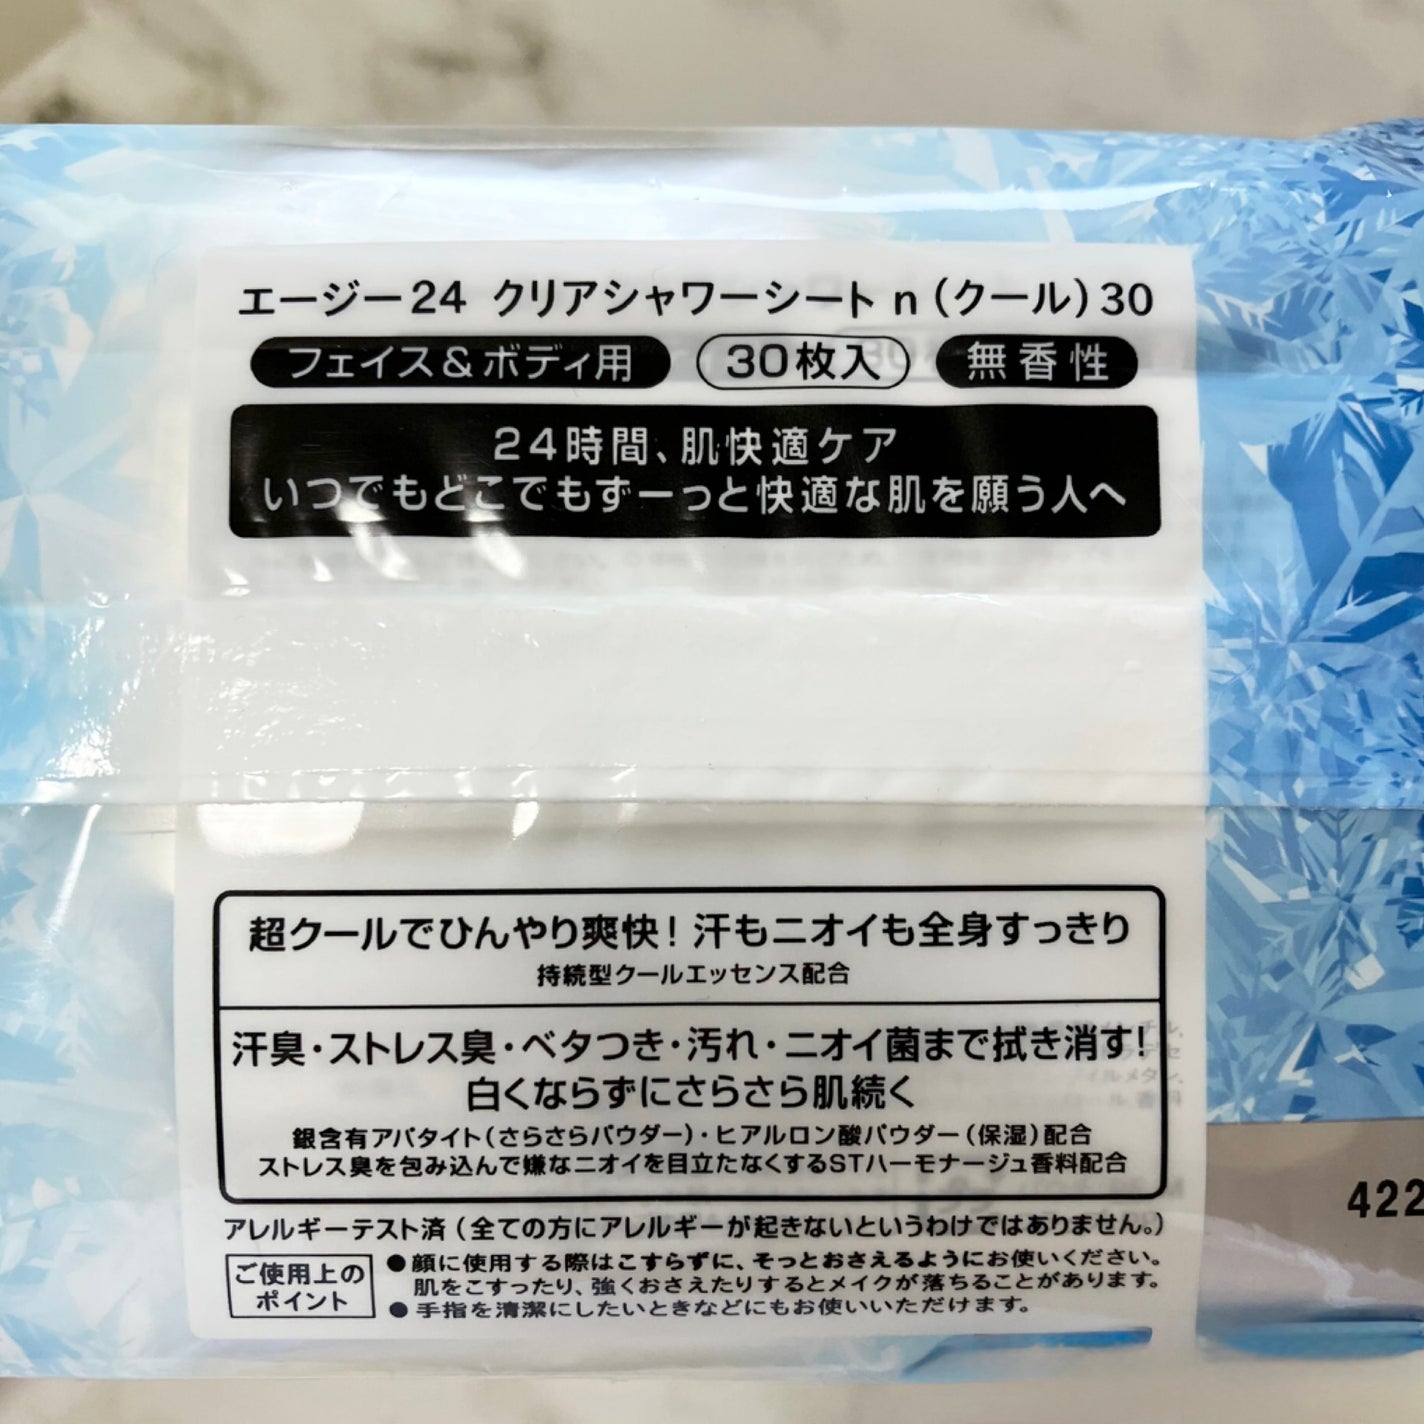 エージー24 クリアシャワーシート n（クール）30
フェイス＆ボディ用 30枚入 無香性
24時間、肌快適ケア
いつでもどこでもずーっと快適な肌を願う人へ
超クールでひんやり爽快！汗もニオイも全身すっきり
持続型クールエッセンス配合
汗臭・ストレス臭・ベタつき・汚れ・ニオイ菌まで拭き消す！
白くならずにさらさら肌続く
銀含有アパタイト（さらさらパウダー）・ヒアルロン酸パウダー（保湿）配合
ストレス臭を包み込んで嫌なニオイを目立たなくするSTハーモナージュ香料配合
アレルギーテスト済（全ての方にアレルギーが起きないというわけではありません。）
ご使用上のポイント
●顔に使用する際はこすらずに、そっとおさえるようにお使いください。
肌をこすったり、強くおさえたりするとメイクが落ちることがあります。
●手指を清潔にしたいときなどにもお使いいただけます。
422